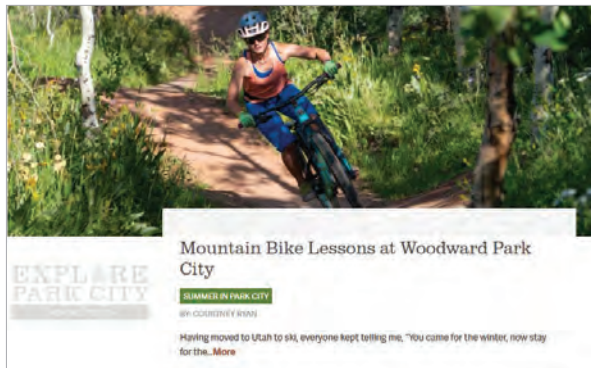 Mountain Bike Lessons at Woodward Park
City
EXPLORE
PARK CITY
SUMMER IN PARK CITY
BY: COURTNEY RYAN
Having moved to Utah to ski, everyone kept telling me, "You came for the winter, now stay
for the...More